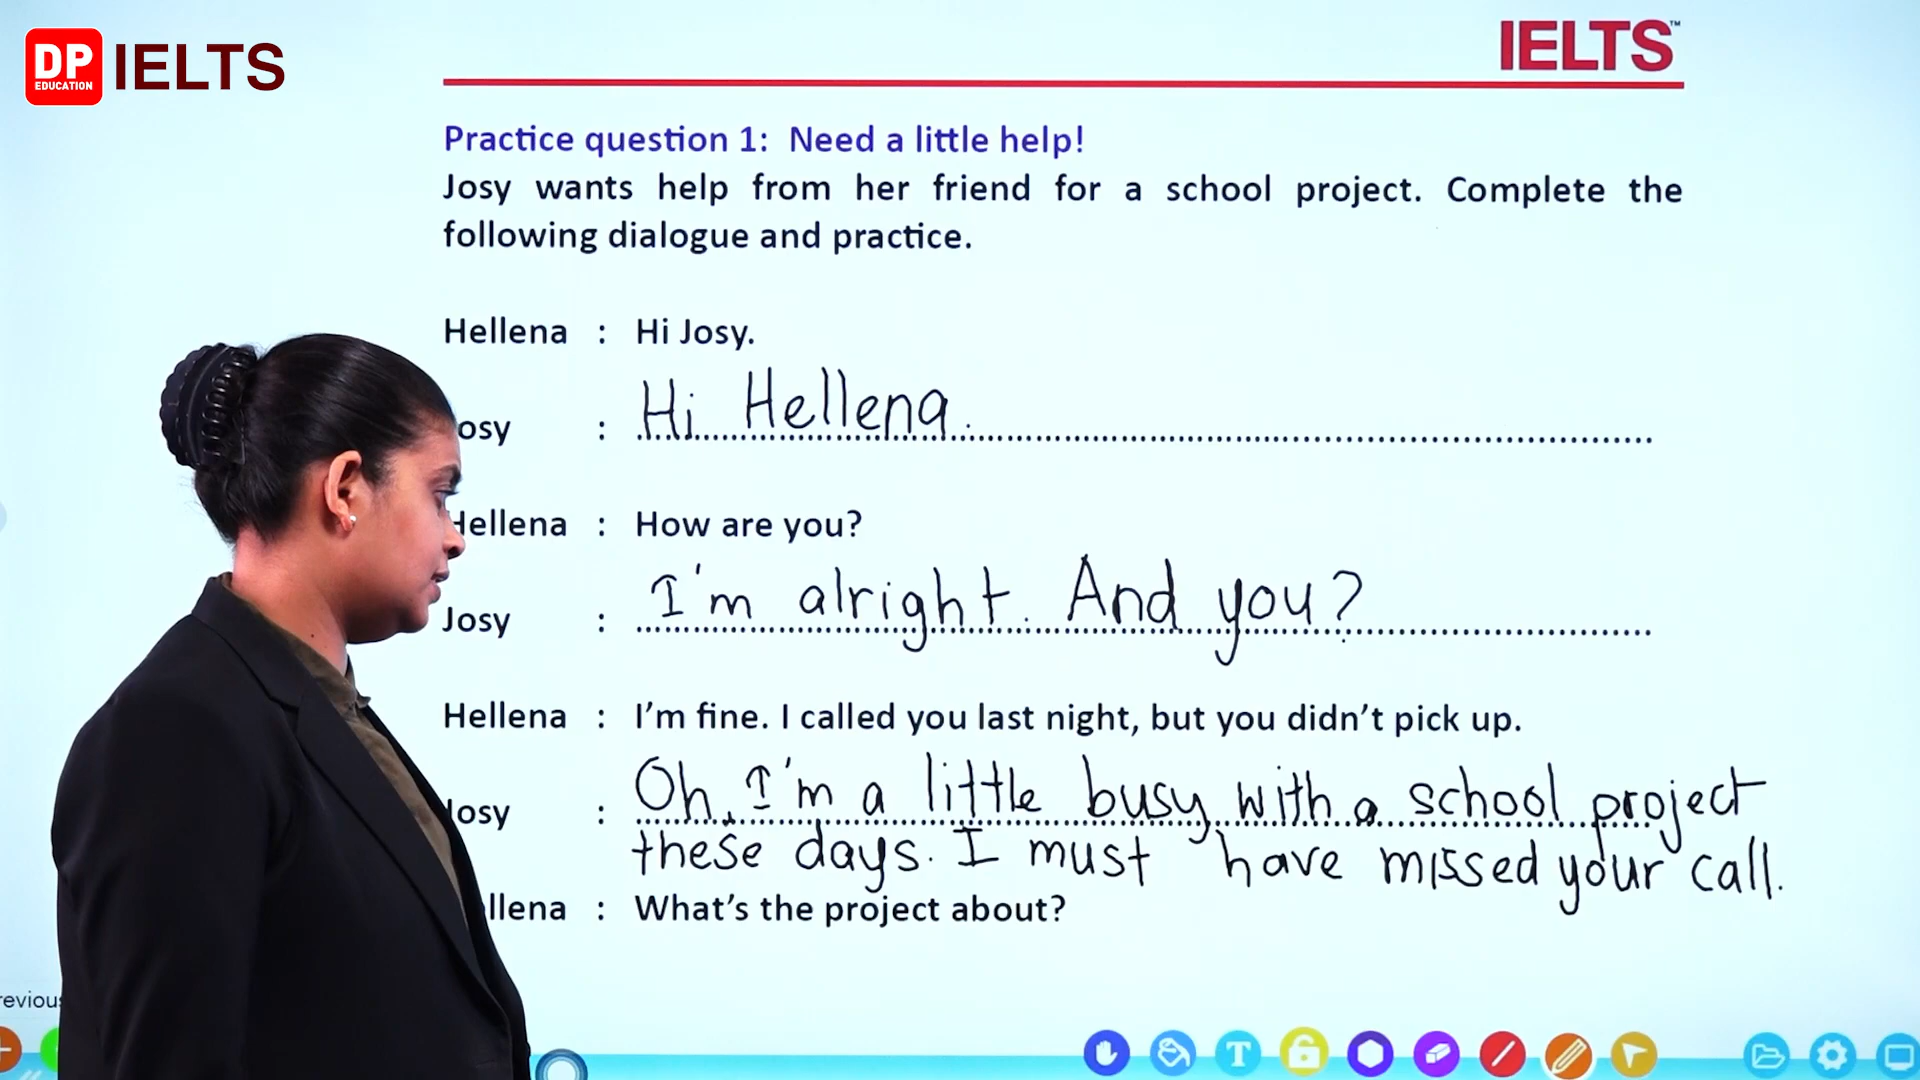 DP EDUCATION IELTS
IELTS™
Practice question 1: Need a little help!
Josy wants help from her friend for a school project. Complete the
following dialogue and practice.
Hellena : Hi Josy.
osy : Hi Hellena.
Hellena : How are you?
Josy : I'm alright. And you?
Hellena : I'm fine. I called you last night, but you didn't pick up.
Josy : Oh, I'm a little busy with a school project
these days. I must have missed your call.
llena : What's the project about?
revious
T